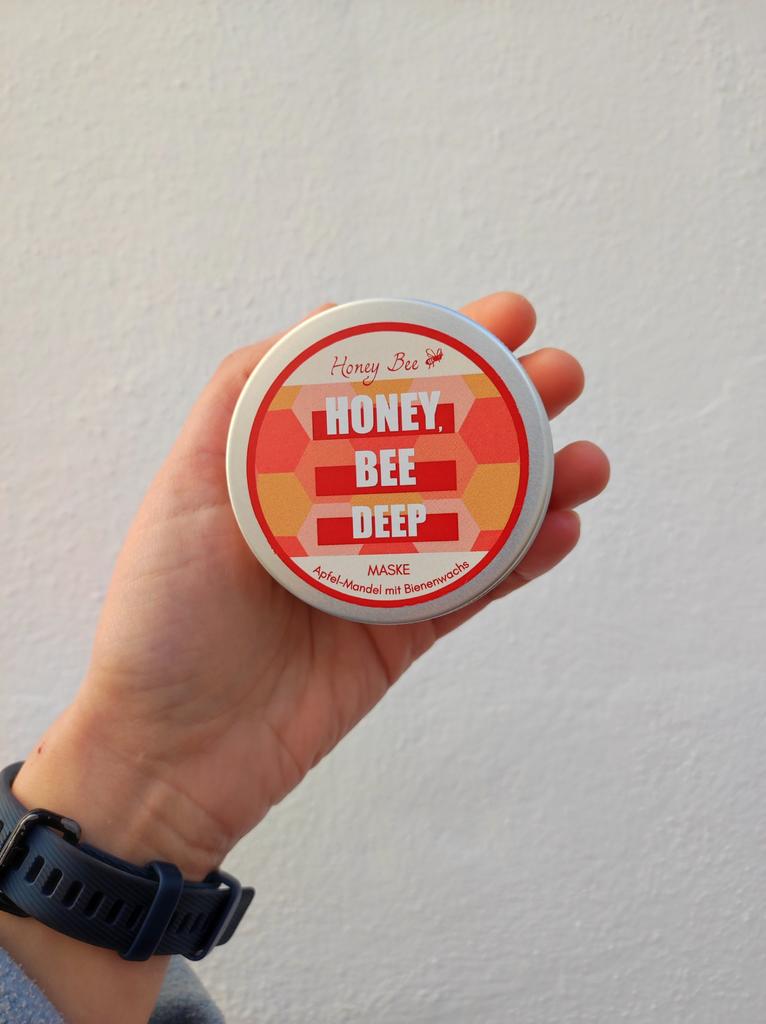 Honey Bee
HONEY,
BEE
DEEP
MASKE
Apfel-Mandel mit Bienenwachs